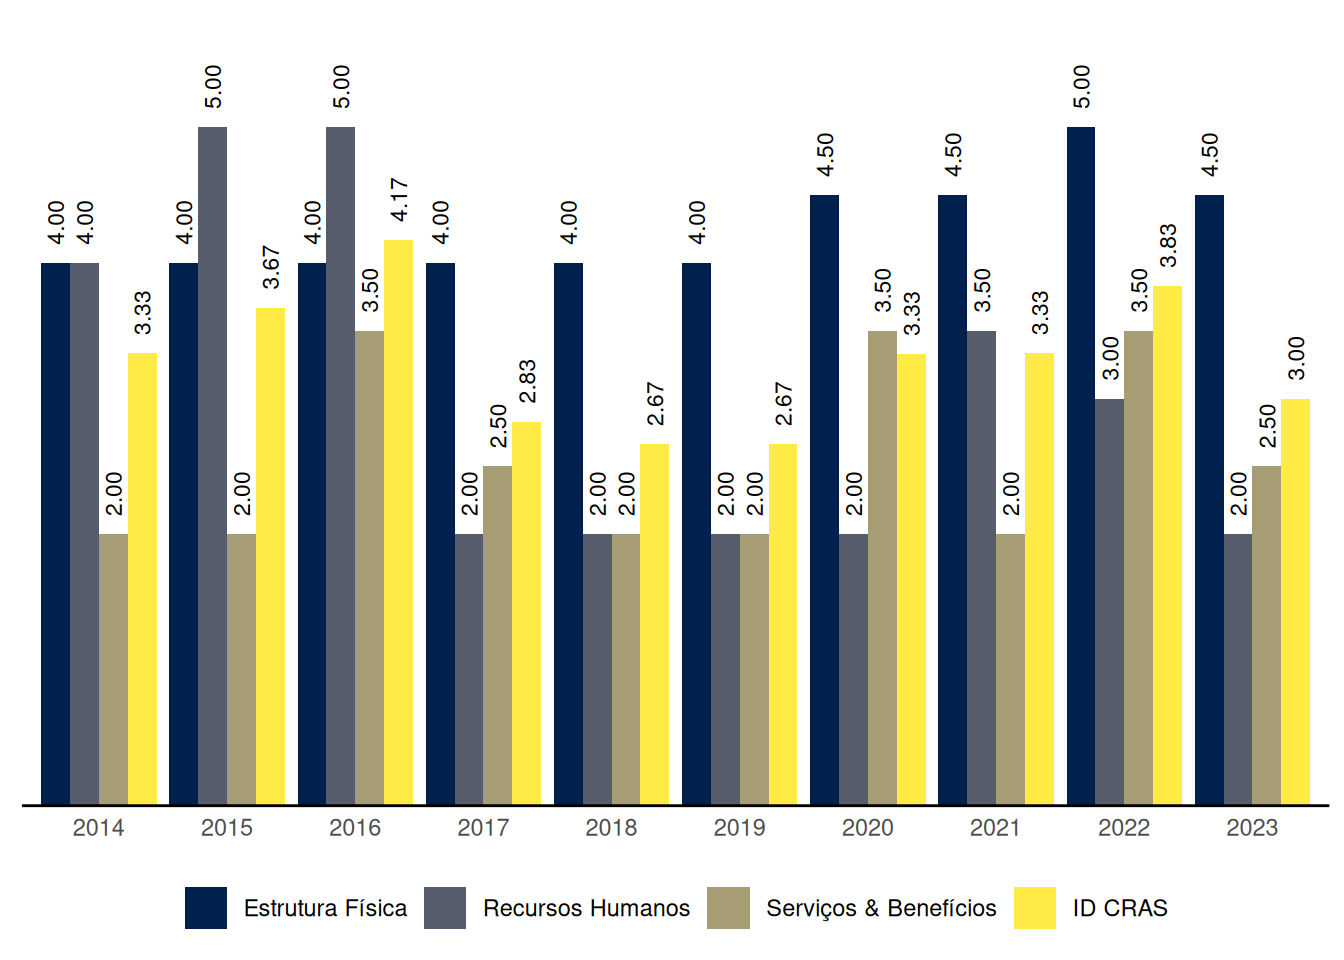 4.00 4.00 2.00 3.33
4.00 5.00 2.00 3.67
4.00 5.00 3.50 4.17
4.00 2.00 2.50 2.83
4.00 2.00 2.00 2.67
4.00 2.00 2.00 2.67
4.50 2.00 3.50 3.33
4.50 3.50 2.00 3.33
5.00 3.00 3.50 3.83
4.50 2.00 2.50 3.00
2014 2015 2016 2017 2018 2019 2020 2021 2022 2023
Estrutura Física Recursos Humanos Serviços & Benefícios ID CRAS